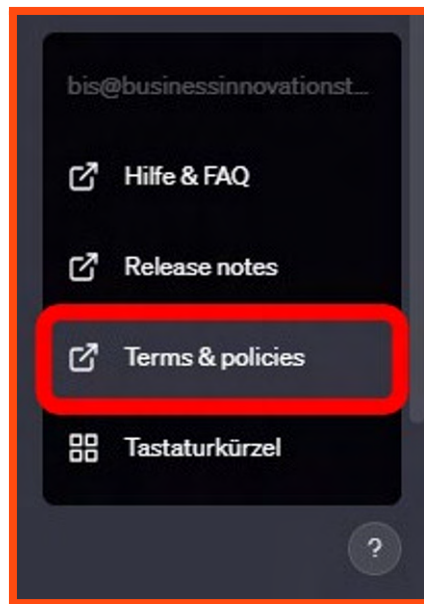 bis@businessinnovationst...
Hilfe & FAQ
Release notes
Terms & policies
Tastaturkürzel
?